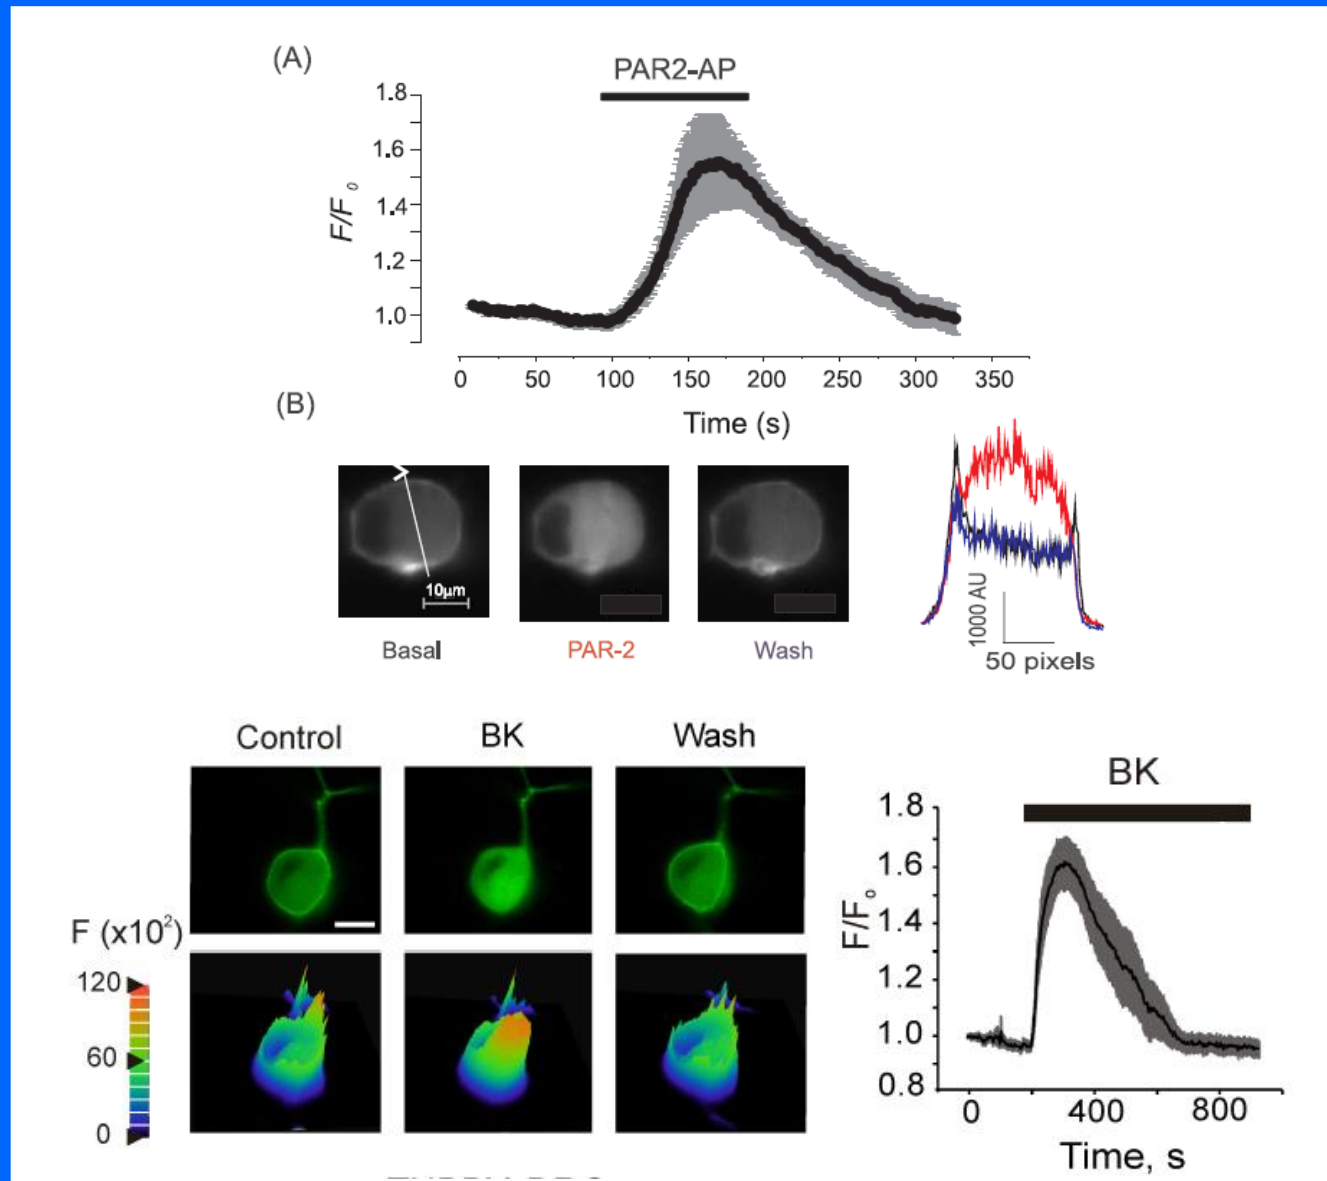 (A)
PAR2-AP
1.8
1.6
1.4
1.2
1.0
F/F₀
0 50 100 150 200 250 300 350
Time (s)
(B)
10µm
Basal
PAR-2
Wash
1000 AU
50 pixels
Control
BK
Wash
F (x10²)
120
60
0
BK
1.8
1.6
1.4
1.2
1.0
0.8
F/F₀
0 400 800
Time, s